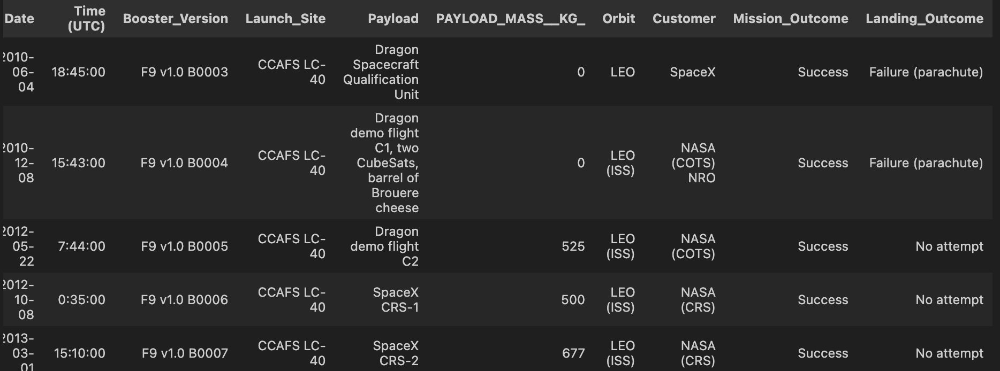 Date Time (UTC) Booster_Version Launch_Site Payload PAYLOAD_MASS__KG_ Orbit Customer Mission_Outcome Landing_Outcome
2010-06-04 18:45:00 F9 v1.0 B0003 CCAFS LC-40 Dragon Spacecraft Qualification Unit 0 LEO SpaceX Success Failure (parachute)
2010-12-08 15:43:00 F9 v1.0 B0004 CCAFS LC-40 Dragon demo flight C1, two CubeSats, barrel of Brouere cheese 0 LEO (ISS) NASA (COTS) NRO Success Failure (parachute)
2012-05-22 7:44:00 F9 v1.0 B0005 CCAFS LC-40 Dragon demo flight C2 525 LEO (ISS) NASA (COTS) Success No attempt
2012-10-08 0:35:00 F9 v1.0 B0006 CCAFS LC-40 SpaceX CRS-1 500 LEO (ISS) NASA (CRS) Success No attempt
2013-03-01 15:10:00 F9 v1.0 B0007 CCAFS LC-40 SpaceX CRS-2 677 LEO (ISS) NASA (CRS) Success No attempt